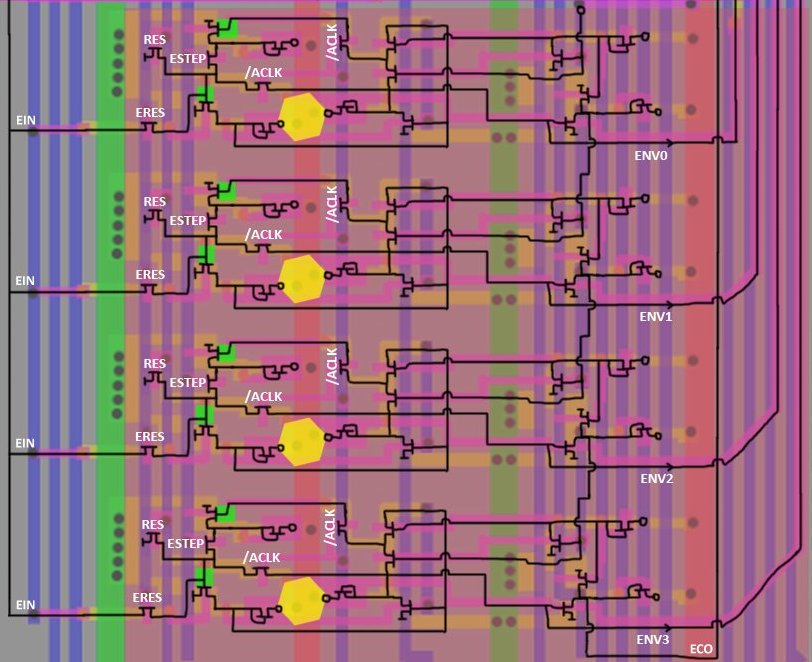 RES
/ACLK
ESTEP
/ACLK
ERES
EIN
ENV0
RES
/ACLK
ESTEP
/ACLK
ERES
EIN
ENV1
RES
/ACLK
ESTEP
/ACLK
ERES
EIN
ENV2
RES
/ACLK
ESTEP
/ACLK
ERES
EIN
ENV3
ECO